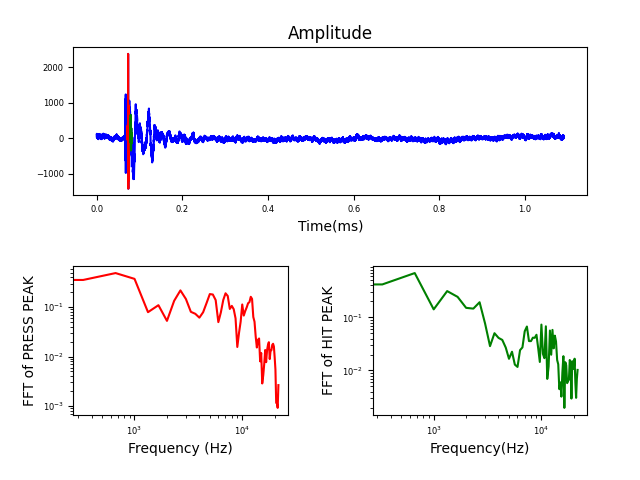 Amplitude
2000
1000
0
−1000
0.0 0.2 0.4 0.6 0.8 1.0
Time(ms)
FFT of PRESS PEAK
10⁻¹
10⁻²
10⁻³
10³ 10⁴
Frequency (Hz)
FFT of HIT PEAK
10⁻¹
10⁻²
10³ 10⁴
Frequency(Hz)